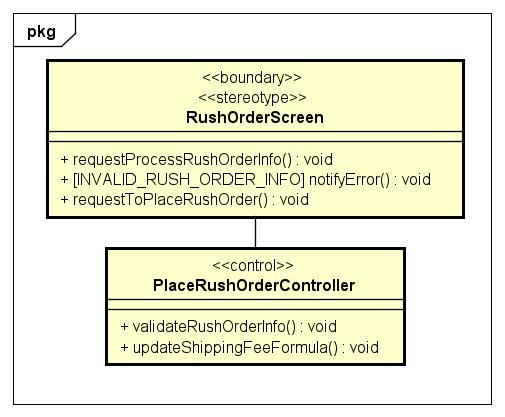 pkg
<<boundary>>
<<stereotype>>
RushOrderScreen
+ requestProcessRushOrderInfo() : void
+ [INVALID_RUSH_ORDER_INFO] notifyError() : void
+ requestToPlaceRushOrder() : void
<<control>>
PlaceRushOrderController
+ validateRushOrderInfo() : void
+ updateShippingFeeFormula() : void